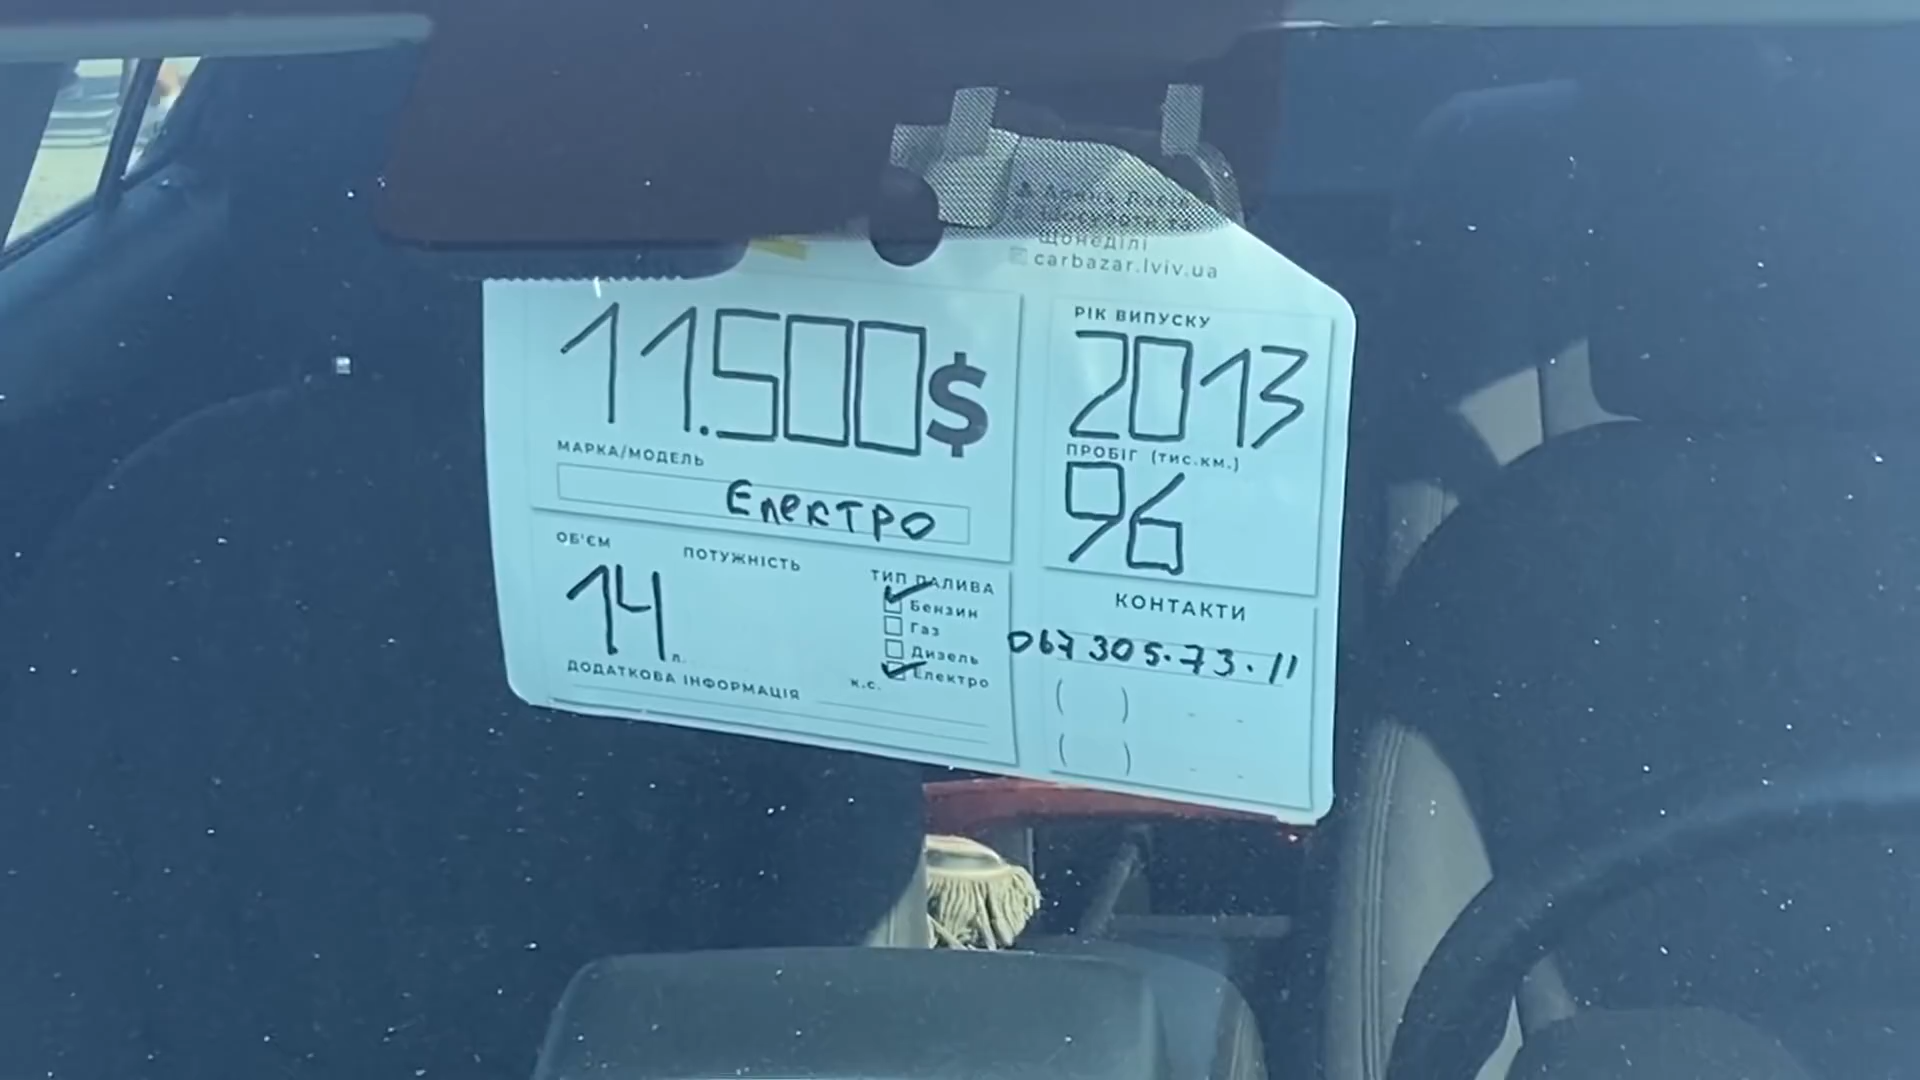 щонеділі
carbazar.lviv.ua
11.500$
МАРКА/МОДЕЛЬ
Електро
ОБ'ЄМ
14 л.
ПОТУЖНІСТЬ
к.с.
ТИП ПАЛИВА
Бензин
Газ
Дизель
Електро
ДОДАТКОВА ІНФОРМАЦІЯ
РІК ВИПУСКУ
2013
ПРОБІГ (тис.км.)
96
КОНТАКТИ
067 305.73.11
( ) - -
( ) - -